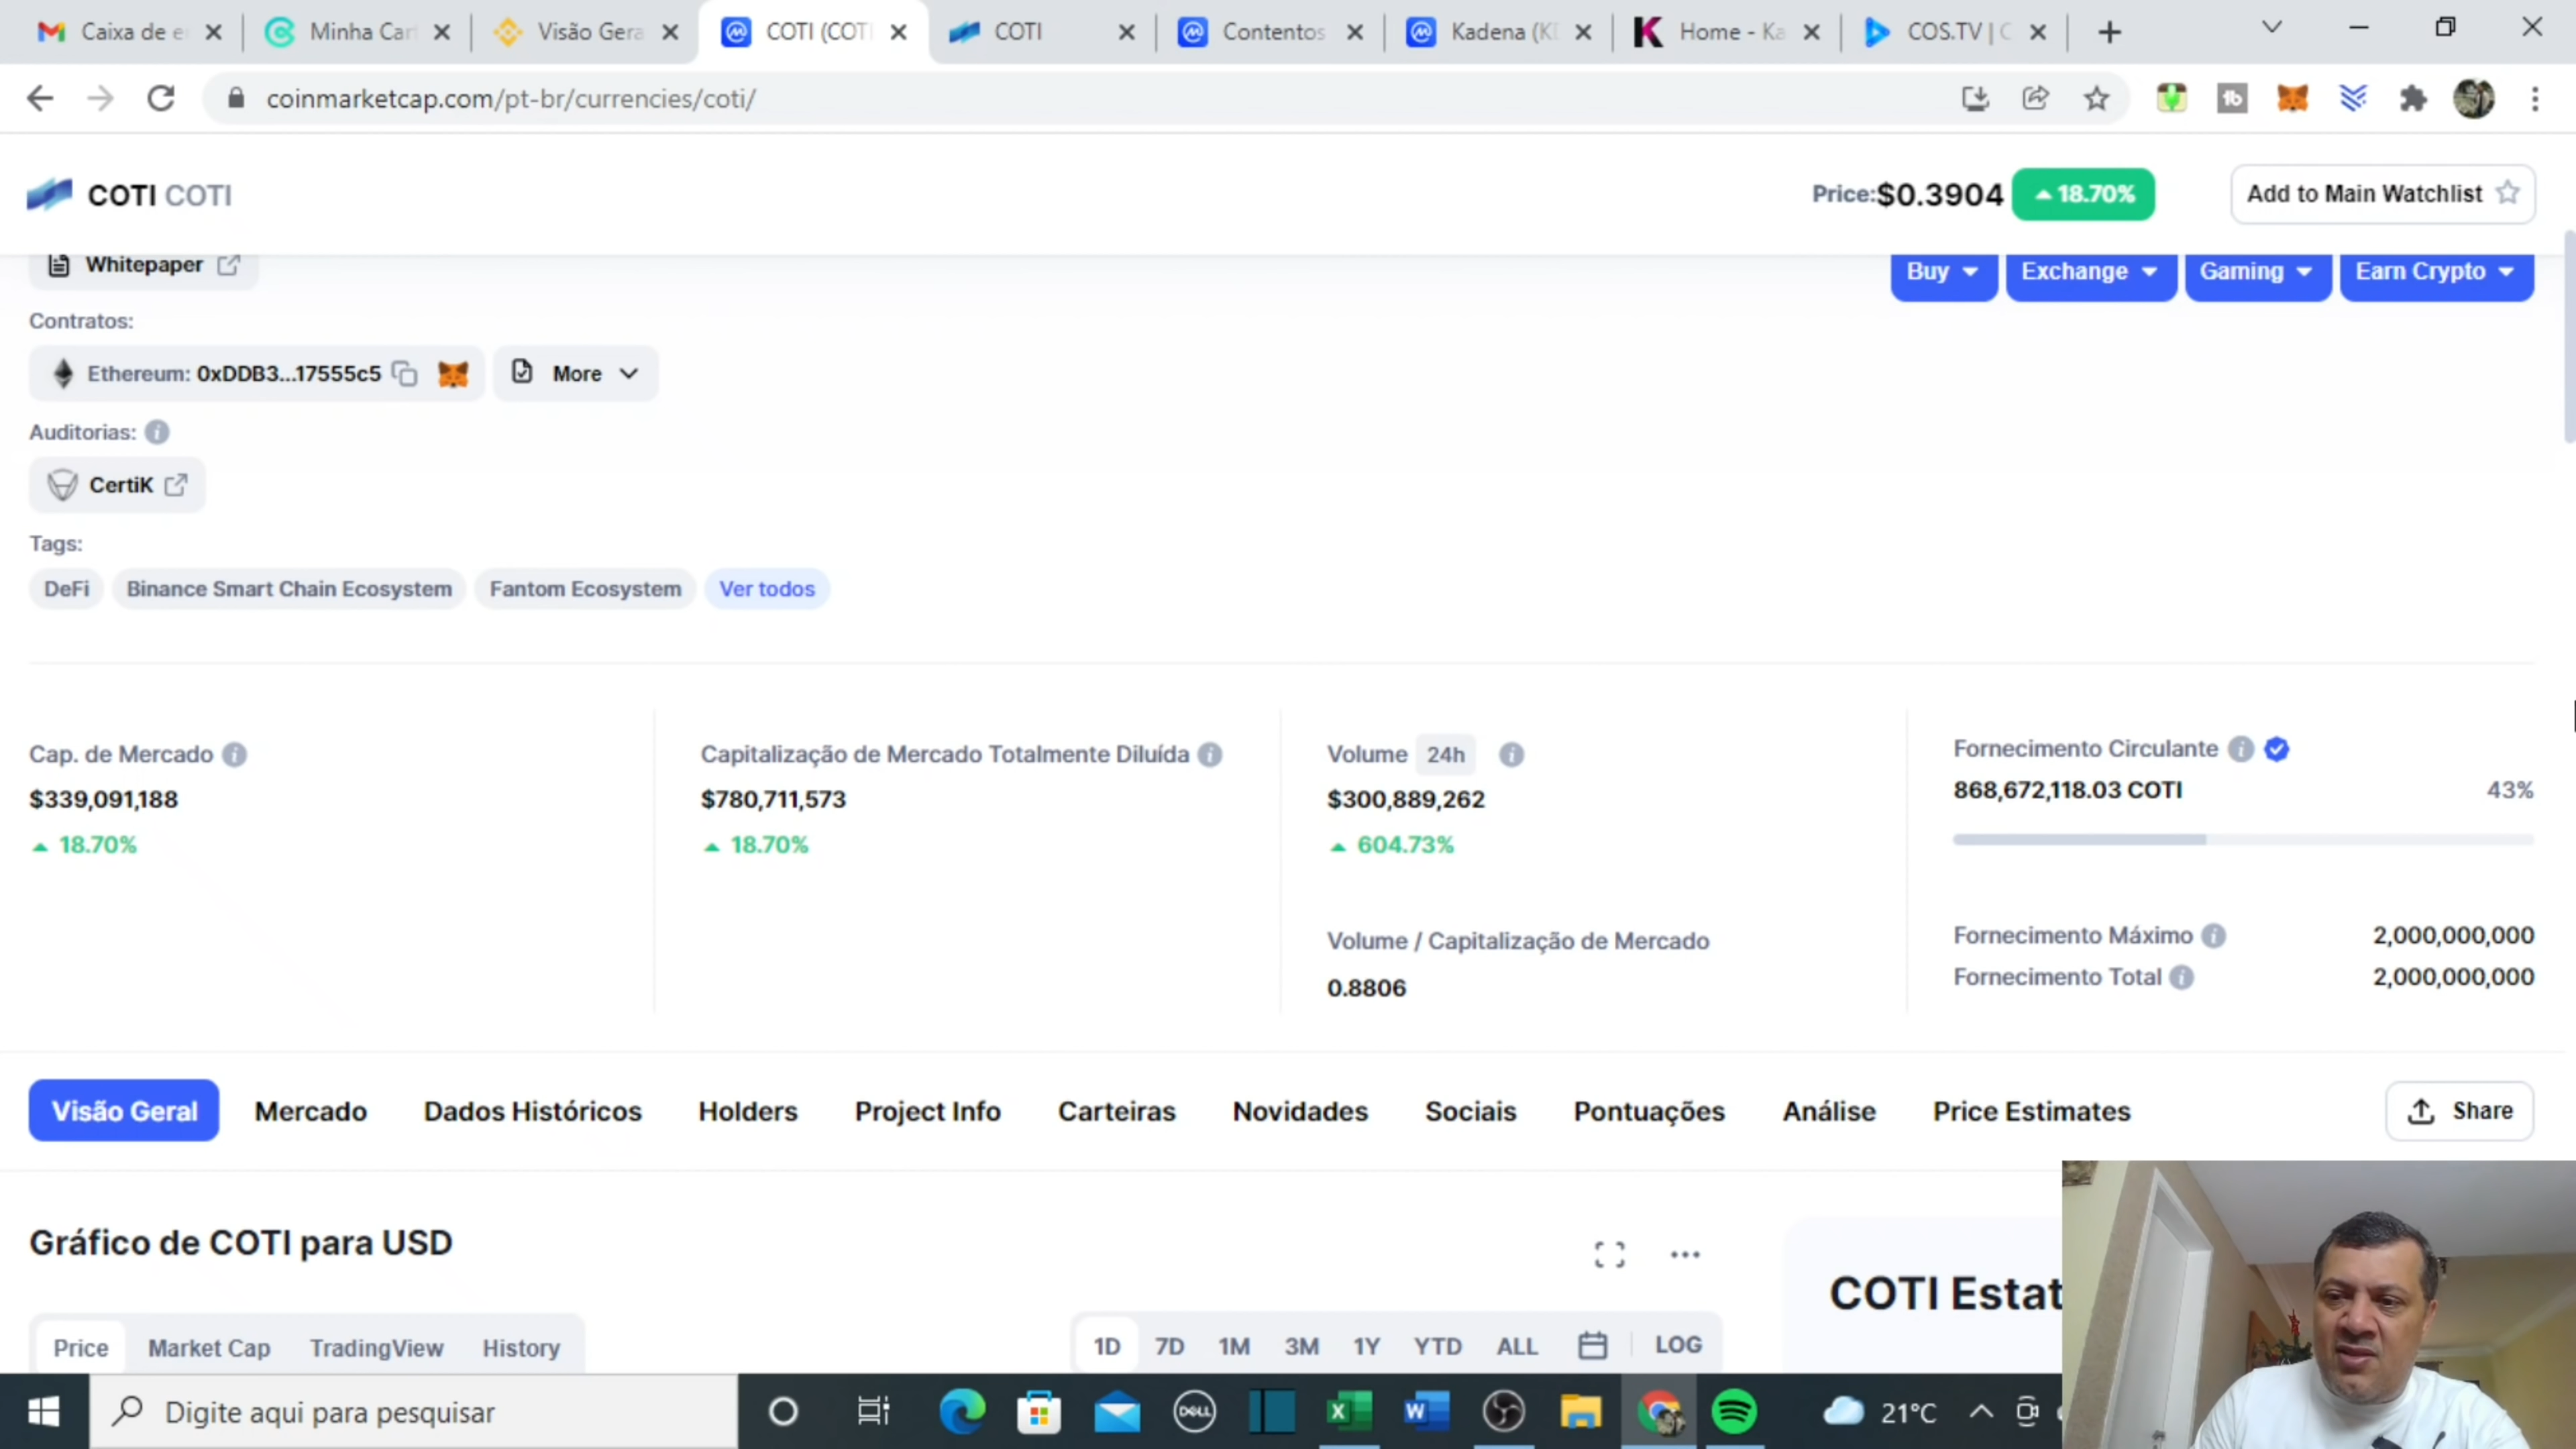 Caixa de e
Minha Cart
Visão Gera
COTI (COTI
COTI
Contentos
Kadena (KD
Home - Ka
COS.TV | C
coinmarketcap.com/pt-br/currencies/coti/
COTI COTI
Price:$0.3904
18.70%
Add to Main Watchlist
Whitepaper
Buy
Exchange
Gaming
Earn Crypto
Contratos:
Ethereum: 0xDDB3...17555c5
More
Auditorias:
CertiK
Tags:
DeFi
Binance Smart Chain Ecosystem
Fantom Ecosystem
Ver todos
Cap. de Mercado
$339,091,188
18.70%
Capitalização de Mercado Totalmente Diluída
$780,711,573
18.70%
Volume 24h
$300,889,262
604.73%
Volume / Capitalização de Mercado
0.8806
Fornecimento Circulante
868,672,118.03 COTI
43%
Fornecimento Máximo
2,000,000,000
Fornecimento Total
2,000,000,000
Visão Geral
Mercado
Dados Históricos
Holders
Project Info
Carteiras
Novidades
Sociais
Pontuações
Análise
Price Estimates
Share
Gráfico de COTI para USD
COTI Estat
Price
Market Cap
TradingView
History
1D
7D
1M
3M
1Y
YTD
ALL
LOG
Digite aqui para pesquisar
DELL
21°C